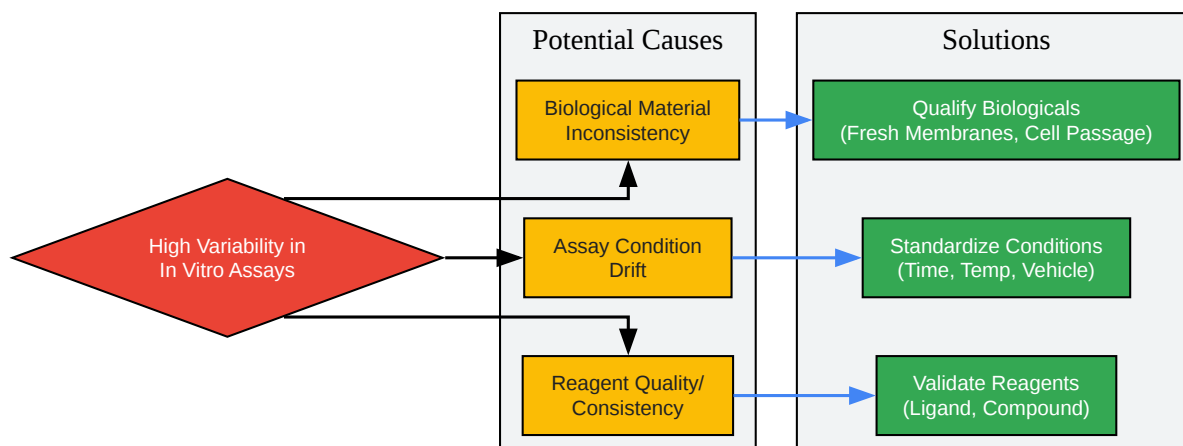 Potential Causes
Solutions
Biological Material
Inconsistency
Qualify Biologicals
(Fresh Membranes, Cell Passage)
High Variability in
In Vitro Assays
Assay Condition
Drift
Standardize Conditions
(Time, Temp, Vehicle)
Reagent Quality/
Consistency
Validate Reagents
(Ligand, Compound)